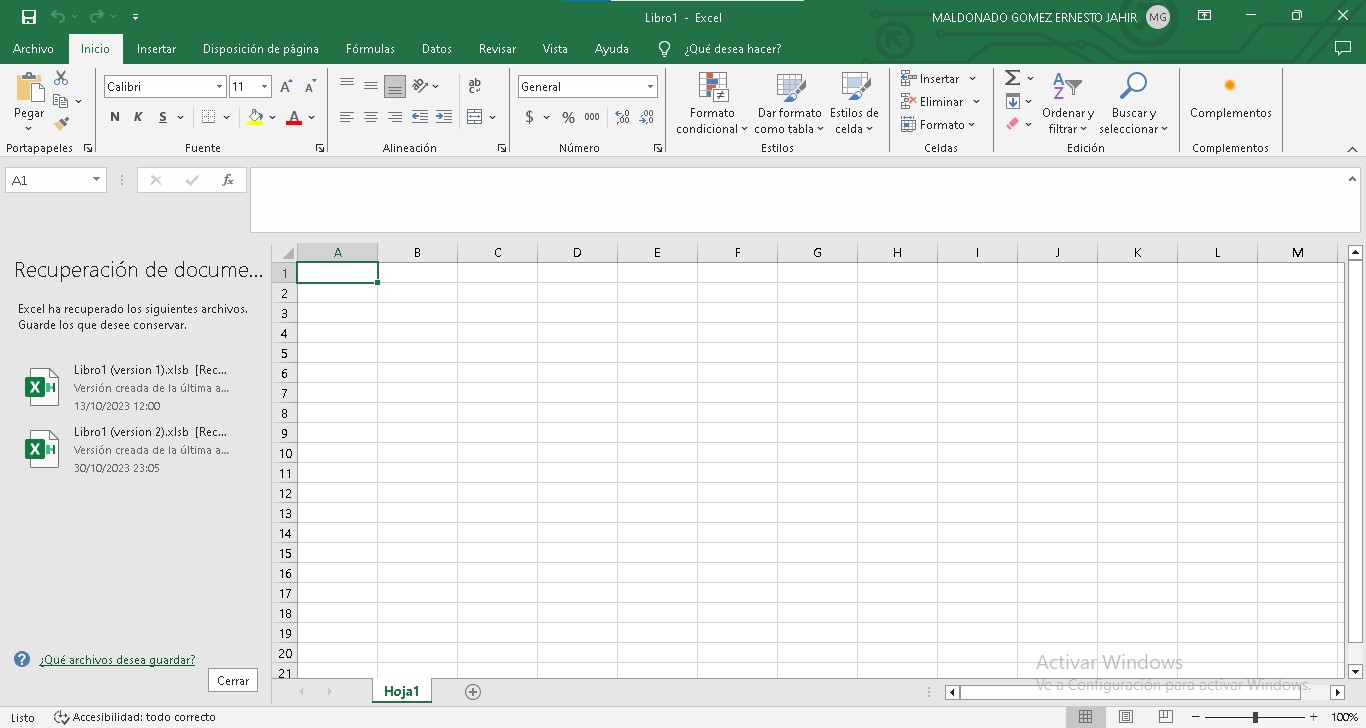 Libro1 - Excel
MALDONADO GOMEZ ERNESTO JAHIR MG
Archivo Inicio Insertar Disposición de página Fórmulas Datos Revisar Vista Ayuda ¿Qué desea hacer?
Pegar
Portapapeles
Calibri 11
N K S
Fuente
ab
Alineación
General
$ % 000
Número
Formato condicional
Dar formato como tabla
Estilos de celda
Estilos
Insertar
Eliminar
Formato
Celdas
Ordenar y filtrar
Buscar y seleccionar
Edición
Complementos
Complementos
A1 fx
Recuperación de docume...
Excel ha recuperado los siguientes archivos.
Guarde los que desee conservar.
Libro1 (version 1).xlsb [Rec...
Versión creada de la última a...
13/10/2023 12:00
Libro1 (version 2).xlsb [Rec...
Versión creada de la última a...
30/10/2023 23:05
¿Qué archivos desea guardar?
Cerrar
A B C D E F G H I J K L M
1
2
3
4
5
6
7
8
9
10
11
12
13
14
15
16
17
18
19
20
21
Activar Windows
Ve a Configuración para activar Windows.
Hoja1
Listo Accesibilidad: todo correcto 100%